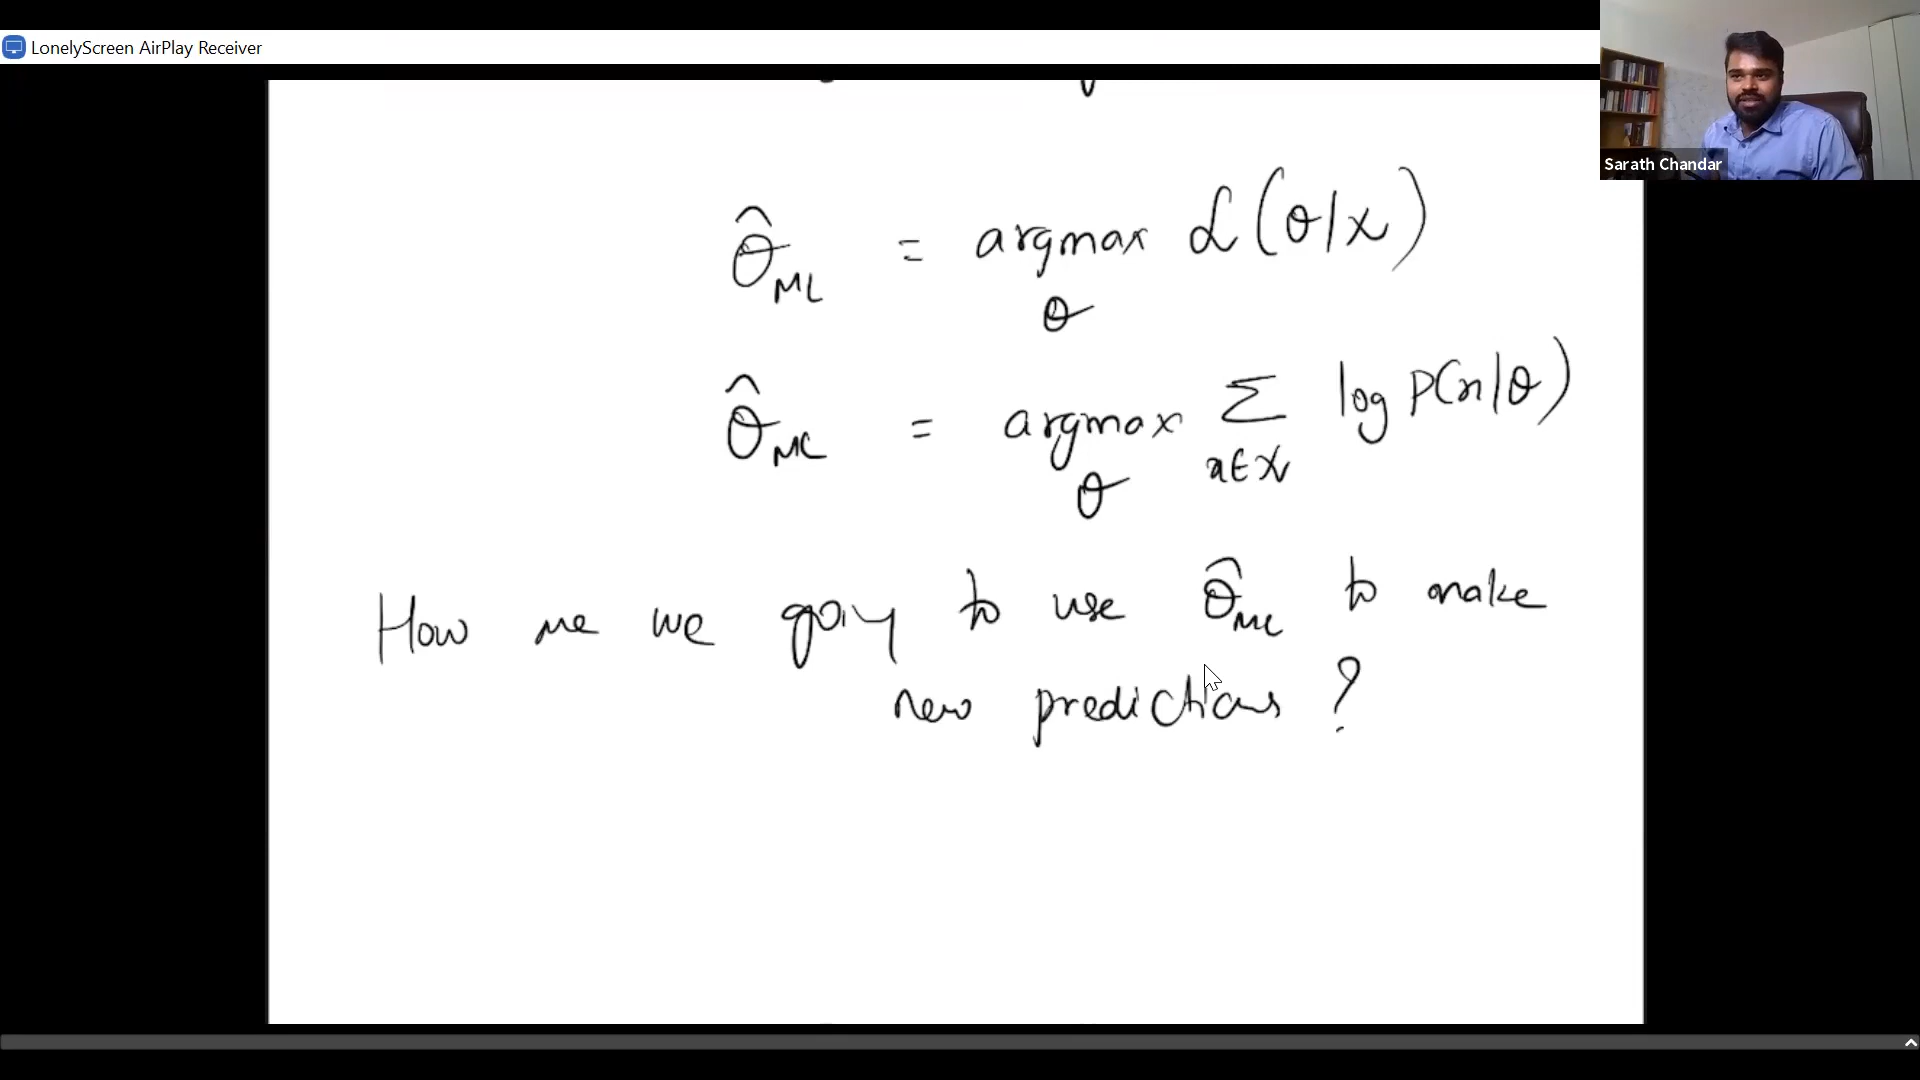 LonelyScreen AirPlay Receiver
Sarath Chandar
θ̂_ML = argmax_θ ℒ(θ/X)
θ̂_ML = argmax_θ Σ_{x∈X} log P(x/θ)
How are we going to use θ̂_ML to make
new predictions ?